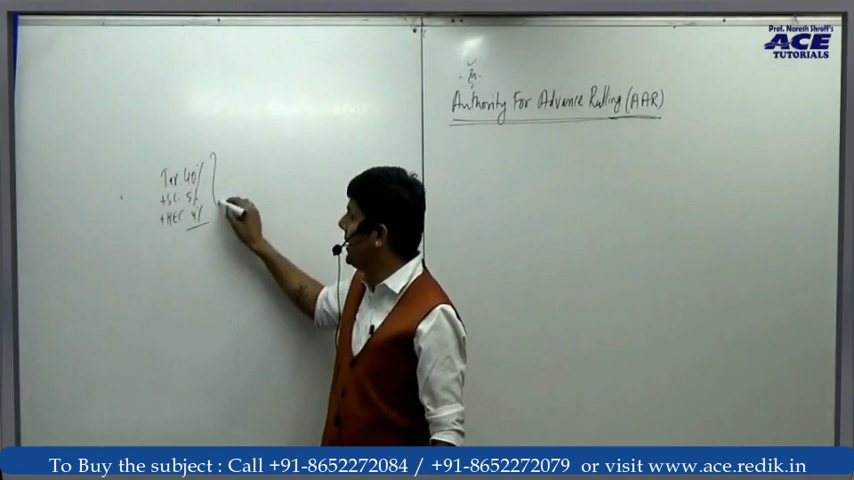 Prof. Naresh Shroff's
ACE
TUTORIALS
Authority For Advance Rulling (AAR)
Tax 40%
+SC 5%
+HEC 4%
To Buy the subject : Call +91-8652272084 / +91-8652272079 or visit www.ace.redik.in